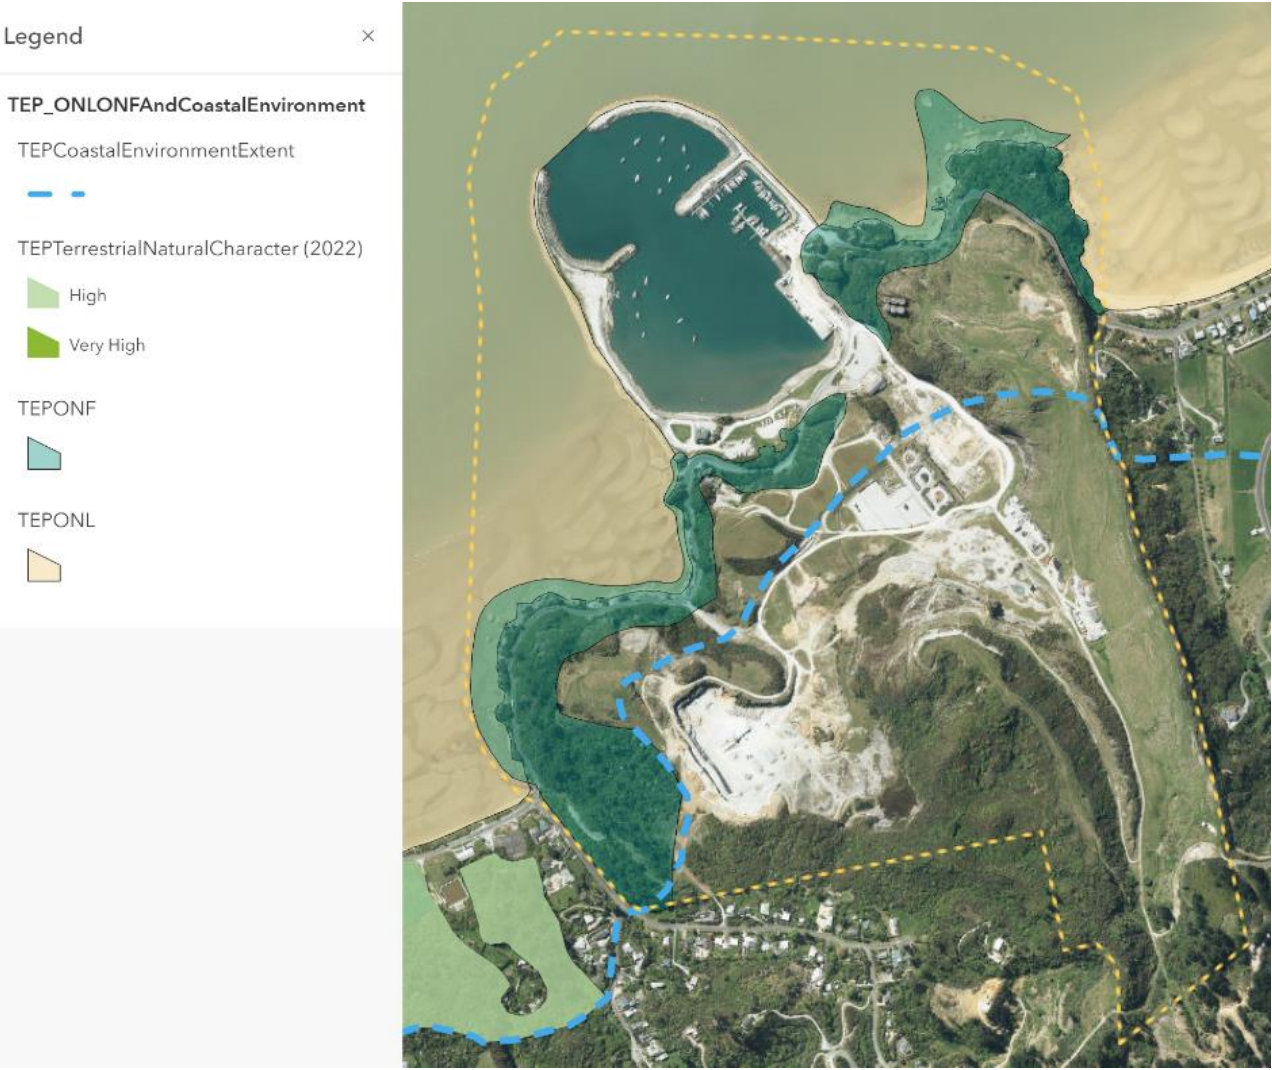 Legend ×
TEP_ONLONFAndCoastalEnvironment
TEPCoastalEnvironmentExtent
TEPTerrestrialNaturalCharacter (2022)
High
Very High
TEPONF
TEPONL